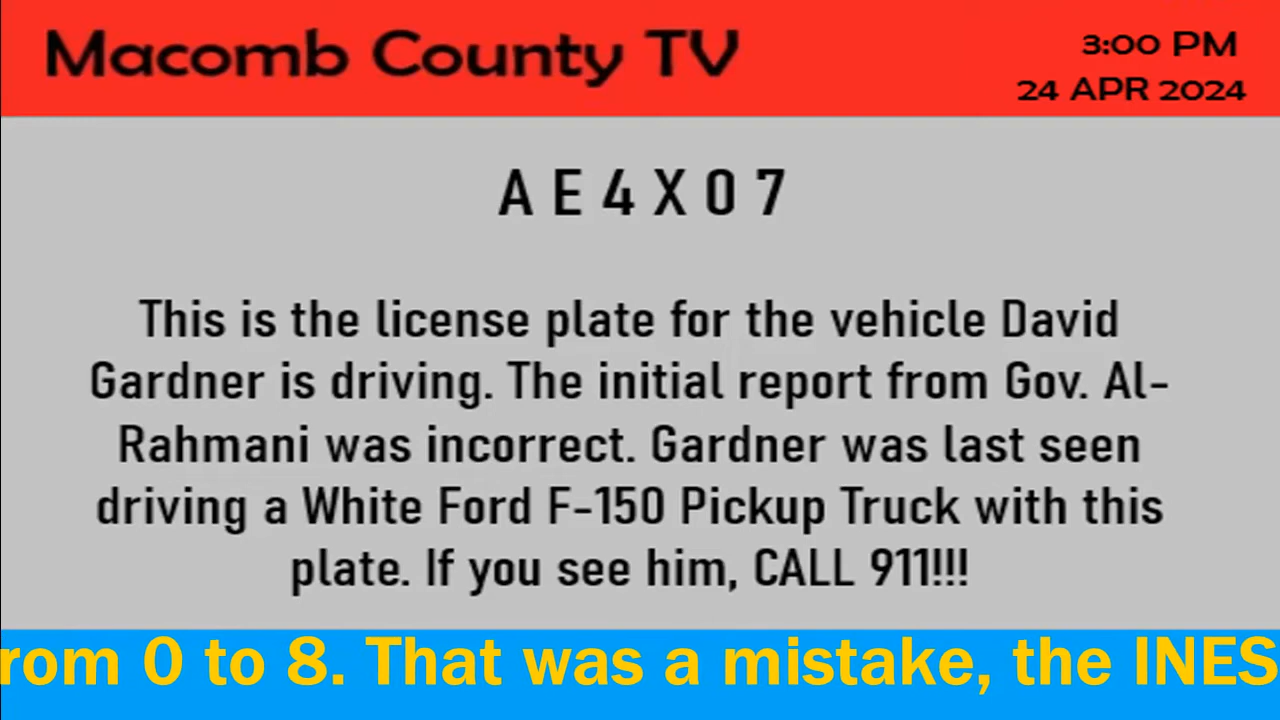 Macomb County TV
3:00 PM
24 APR 2024
A E 4 X 0 7
This is the license plate for the vehicle David
Gardner is driving. The initial report from Gov. Al-
Rahmani was incorrect. Gardner was last seen
driving a White Ford F-150 Pickup Truck with this
plate. If you see him, CALL 911!!!
rom 0 to 8. That was a mistake, the INES